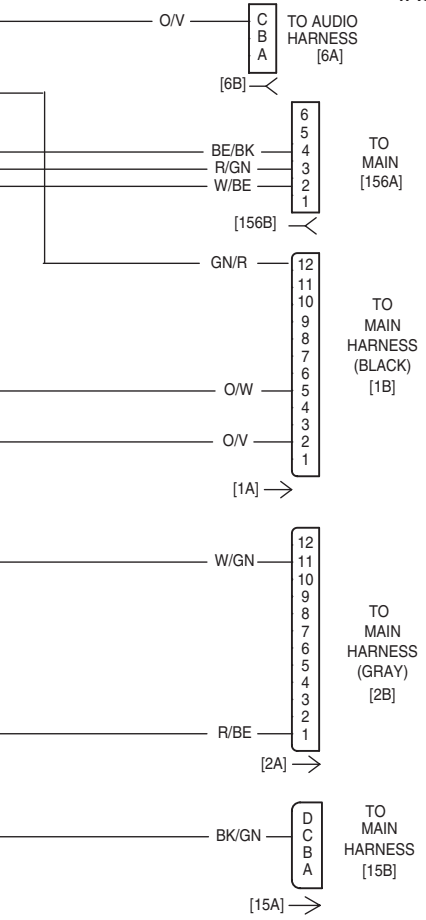 O/V
C
B
A
TO AUDIO
HARNESS
[6A]
[6B]
6
5
BE/BK 4
R/GN 3
W/BE 2
1
TO
MAIN
[156A]
[156B]
GN/R 12
11
10
9
8
7
6
O/W 5
4
3
O/V 2
1
TO
MAIN
HARNESS
(BLACK)
[1B]
[1A]
12
W/GN 11
10
9
8
7
6
5
4
3
2
R/BE 1
TO
MAIN
HARNESS
(GRAY)
[2B]
[2A]
D
BK/GN C
B
A
TO
MAIN
HARNESS
[15B]
[15A]